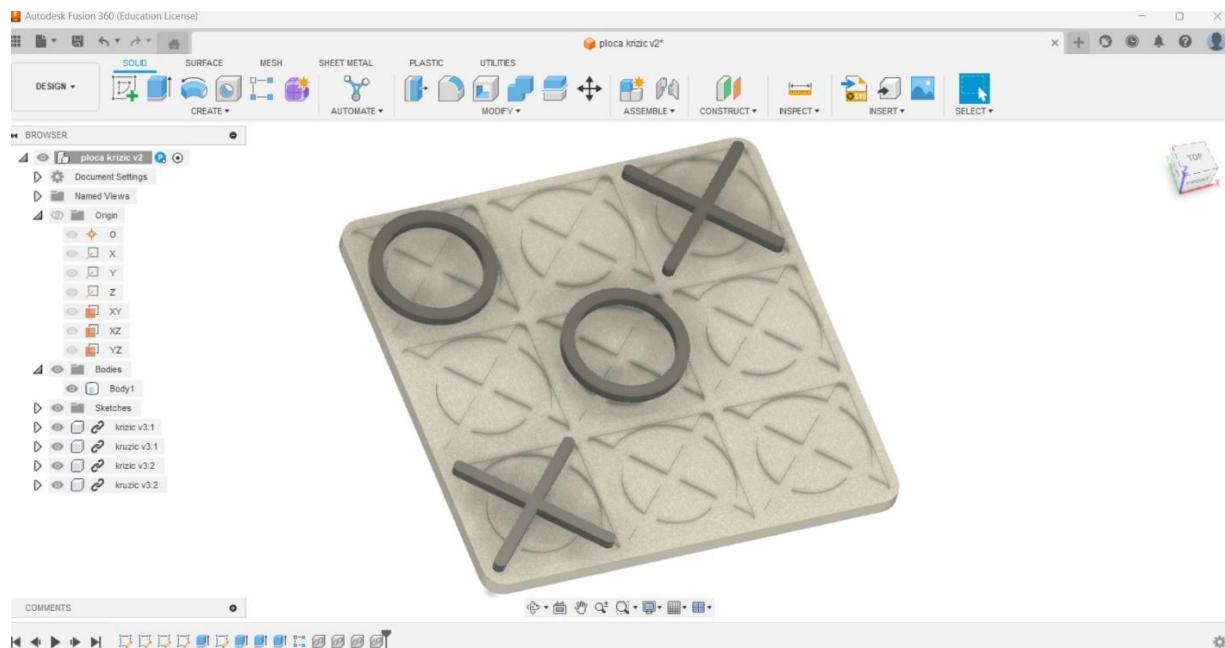 Autodesk Fusion 360 (Education License)
ploca krizic v2*
SOLID SURFACE MESH SHEET METAL PLASTIC UTILITIES
DESIGN
CREATE AUTOMATE MODIFY ASSEMBLE CONSTRUCT INSPECT INSERT SELECT
BROWSER
ploca krizic v2
Document Settings
Named Views
Origin
O
X
Y
Z
XY
XZ
YZ
Bodies
Body1
Sketches
krizic v3:1
kruzic v3:1
krizic v3:2
kruzic v3:2
TOP
FRONT
Z
X
COMMENTS